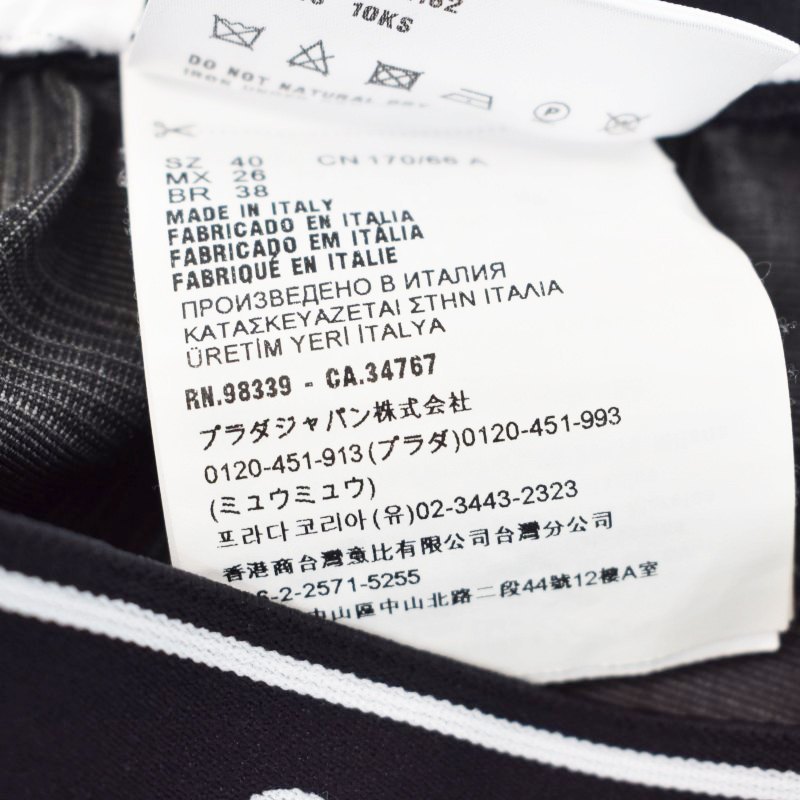 10KS
DO NOT NATURAL DRY
SZ 40 CN 170/66 A
MX 26
BR 38
MADE IN ITALY
FABRICADO EN ITALIA
FABRICADO EM ITÁLIA
FABRIQUÉ EN ITALIE
ПРОИЗВЕДЕНО В ИТАЛИЯ
ΚΑΤΑΣΚΕΥΑΖΕΤΑΙ ΣΤΗΝ ΙΤΑΛΙΑ
ÜRETİM YERİ İTALYA
RN.98339 - CA.34767
プラダジャパン株式会社
0120-451-913(プラダ)0120-451-993
(ミュウミュウ)
프라다코리아(유)02-3443-2323
香港商台灣意比有限公司台灣分公司
6-2-2571-5255
中山區中山北路二段44號12樓A室